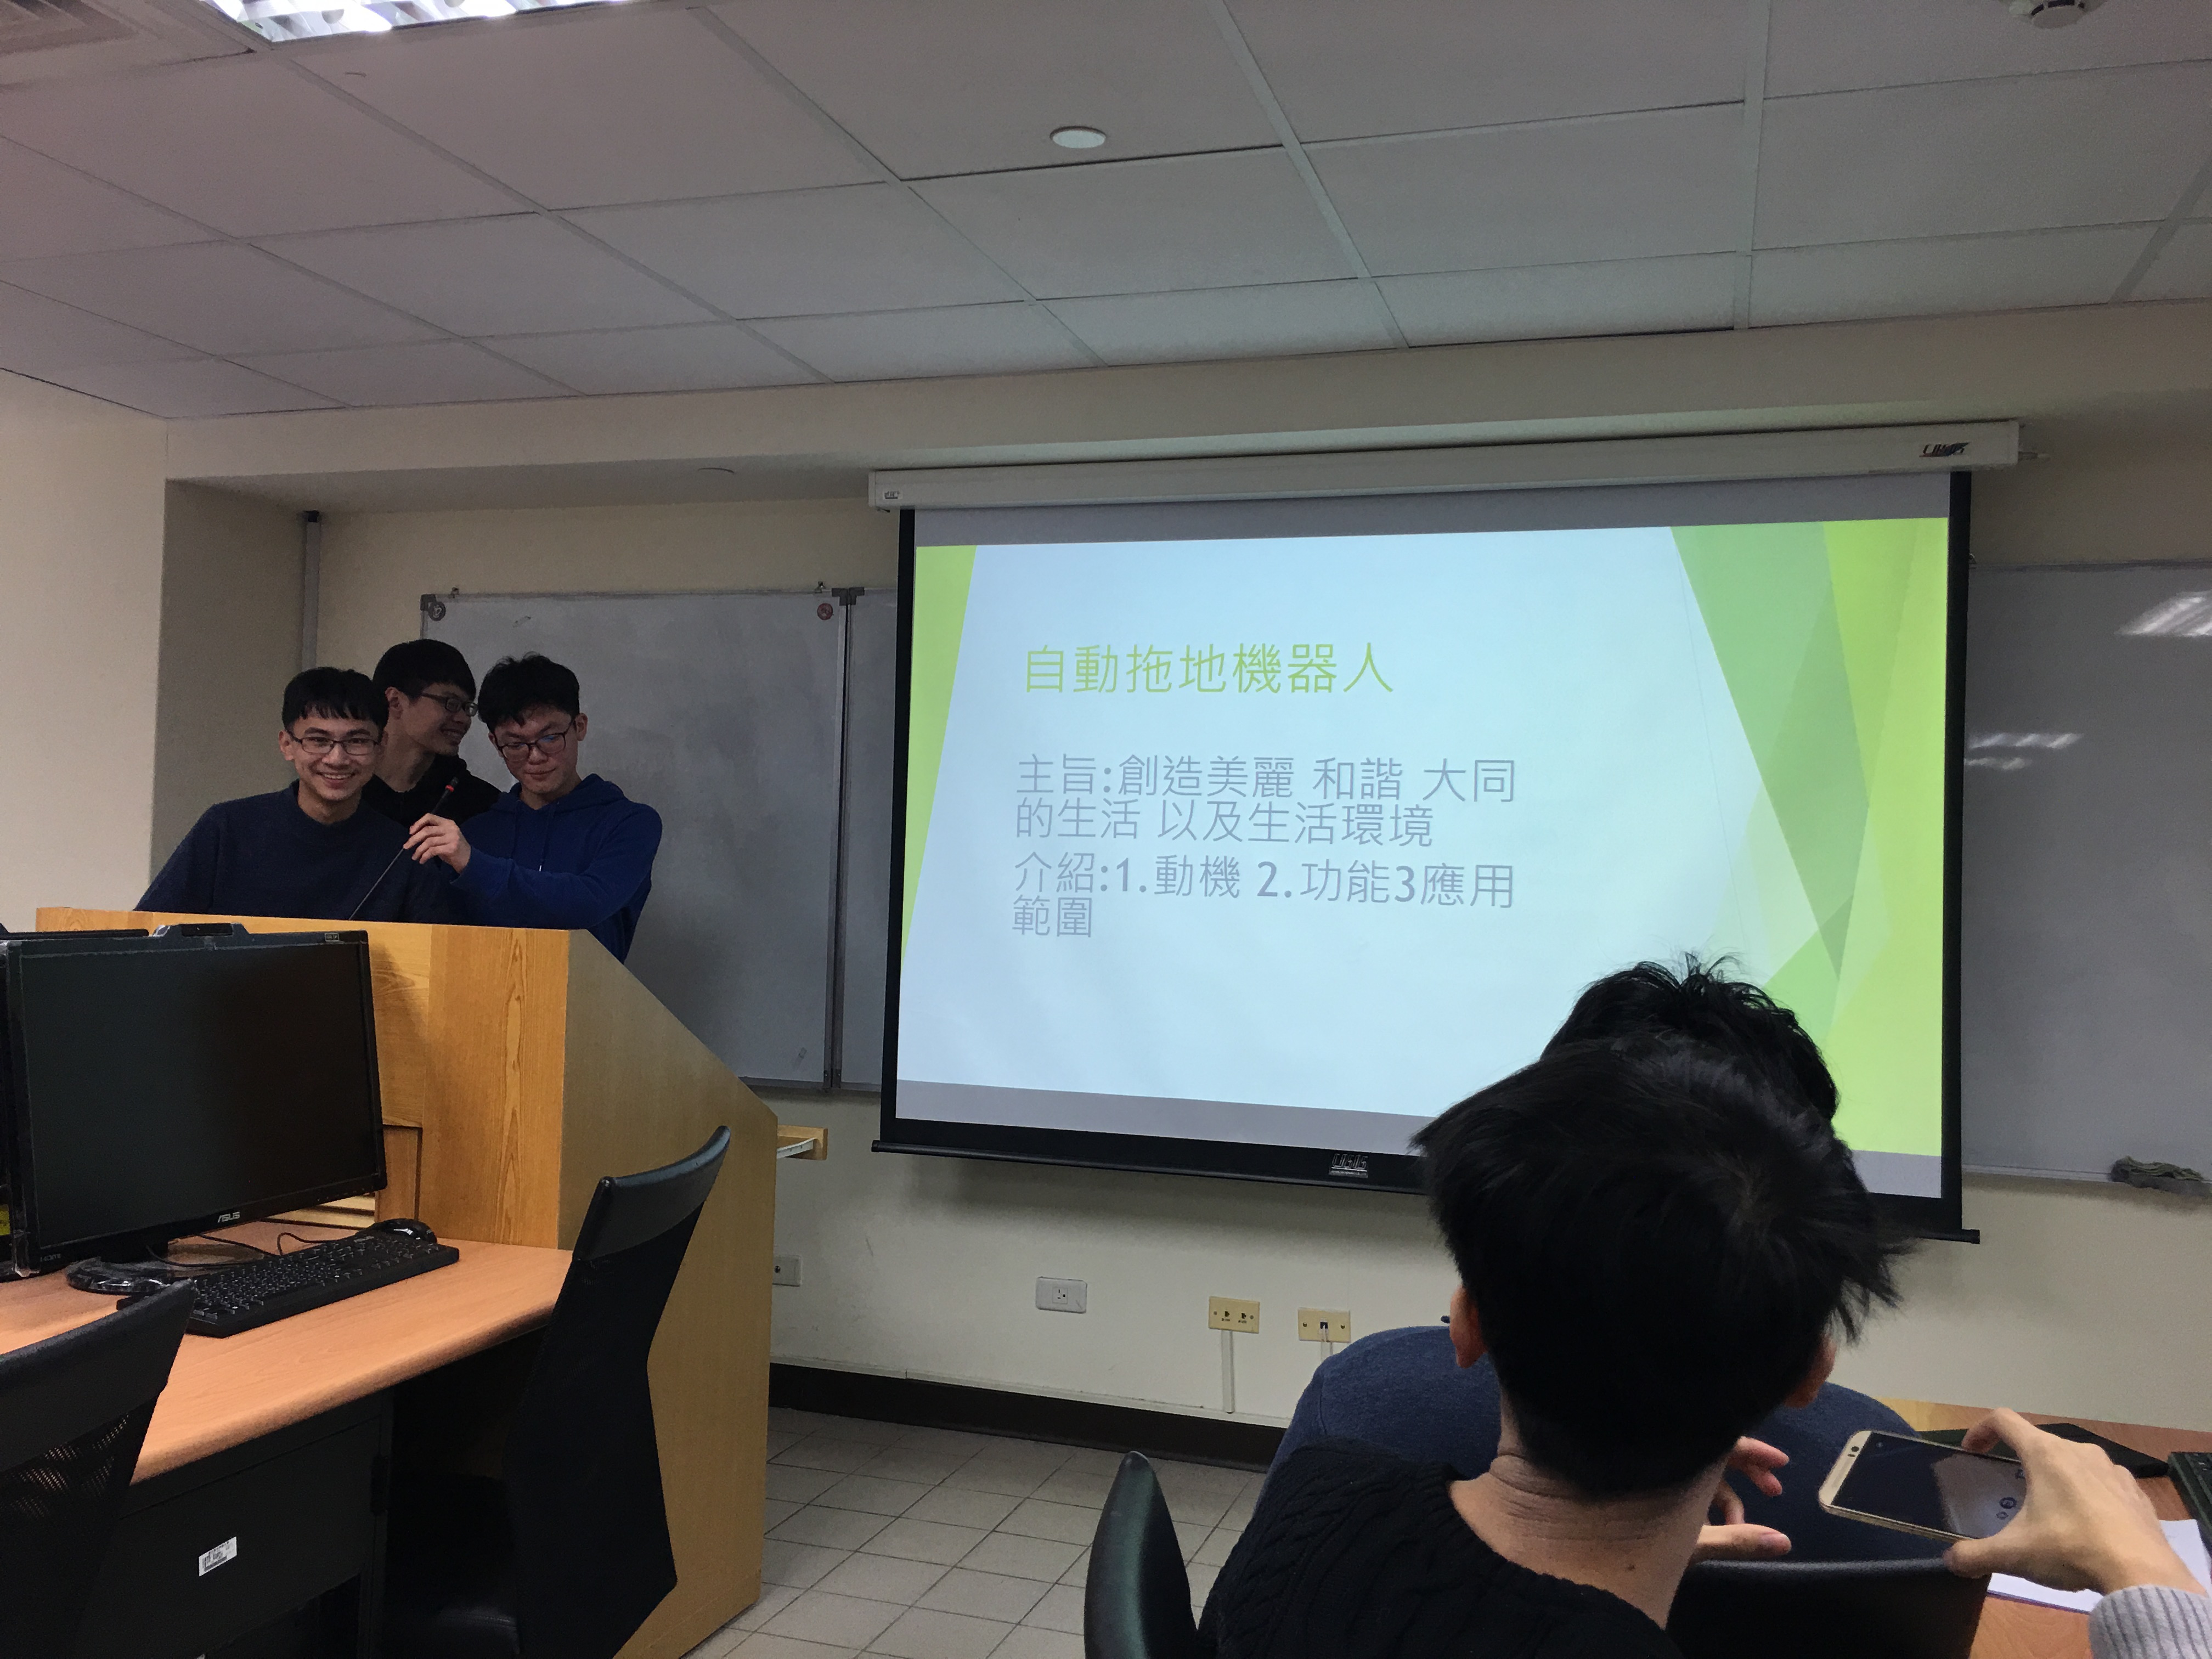 自動拖地機器人
主旨:創造美麗 和諧 大同
的生活 以及生活環境
介紹:1.動機 2.功能3應用
範圍
ASUS